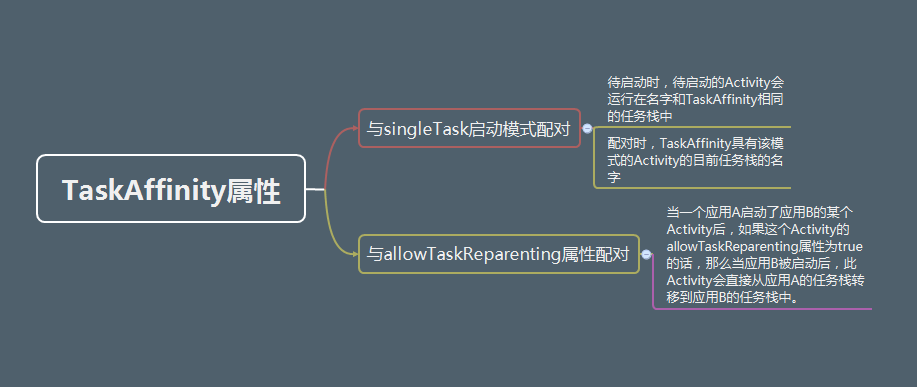 TaskAffinity属性
与singleTask启动模式配对
待启动时，待启动的Activity会
运行在名字和TaskAffinity相同
的任务栈中
配对时，TaskAffinity具有该模
式的Activity的目前任务栈的名
字
与allowTaskReparenting属性配对
当一个应用A启动了应用B的某个
Activity后，如果这个Activity的
allowTaskReparenting属性为true
的话，那么当应用B被启动后，此
Activity会直接从应用A的任务栈转
移到应用B的任务栈中。